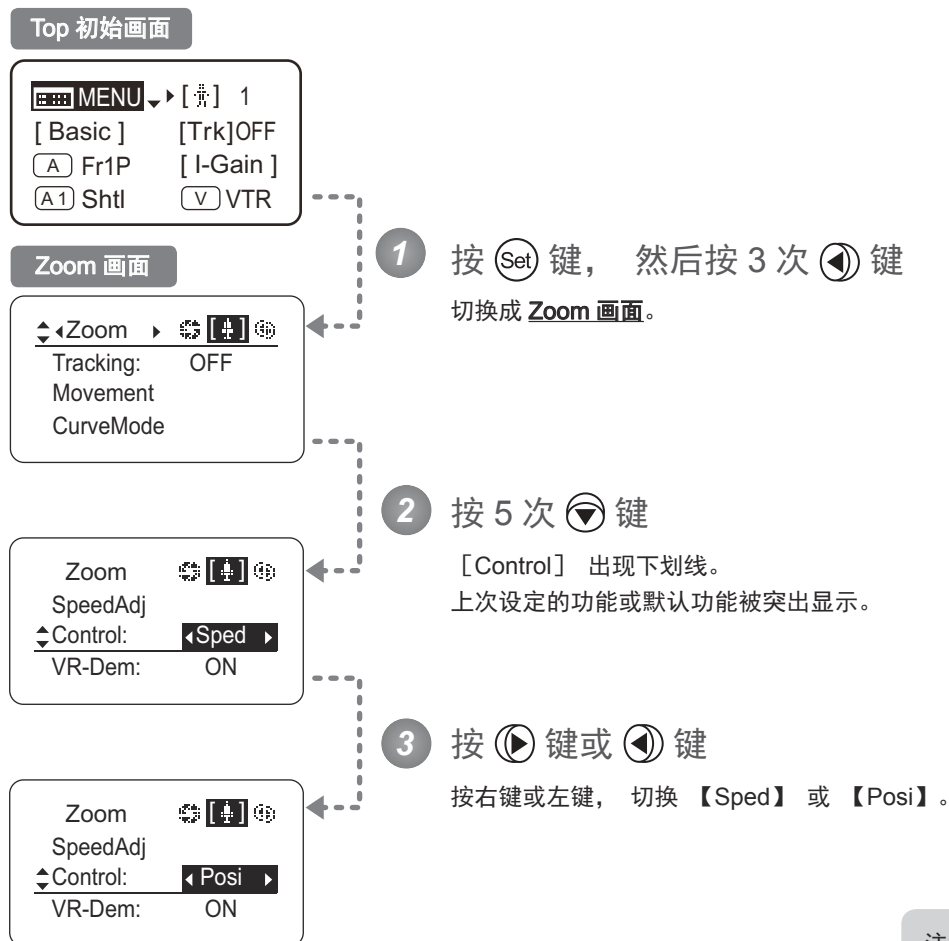 Top 初始画面
MENU [ ] 1
[ Basic ] [Trk]OFF
A Fr1P [ I-Gain ]
A1 Shtl V VTR
1 按 Set 键， 然后按 3 次 键
切换成 Zoom 画面。
Zoom 画面
Zoom
Tracking: OFF
Movement
CurveMode
2 按 5 次 键
［Control］ 出现下划线。
上次设定的功能或默认功能被突出显示。
Zoom
SpeedAdj
Control: Sped
VR-Dem: ON
3 按 键或 键
按右键或左键， 切换 【Sped】 或 【Posi】。
Zoom
SpeedAdj
Control: Posi
VR-Dem: ON